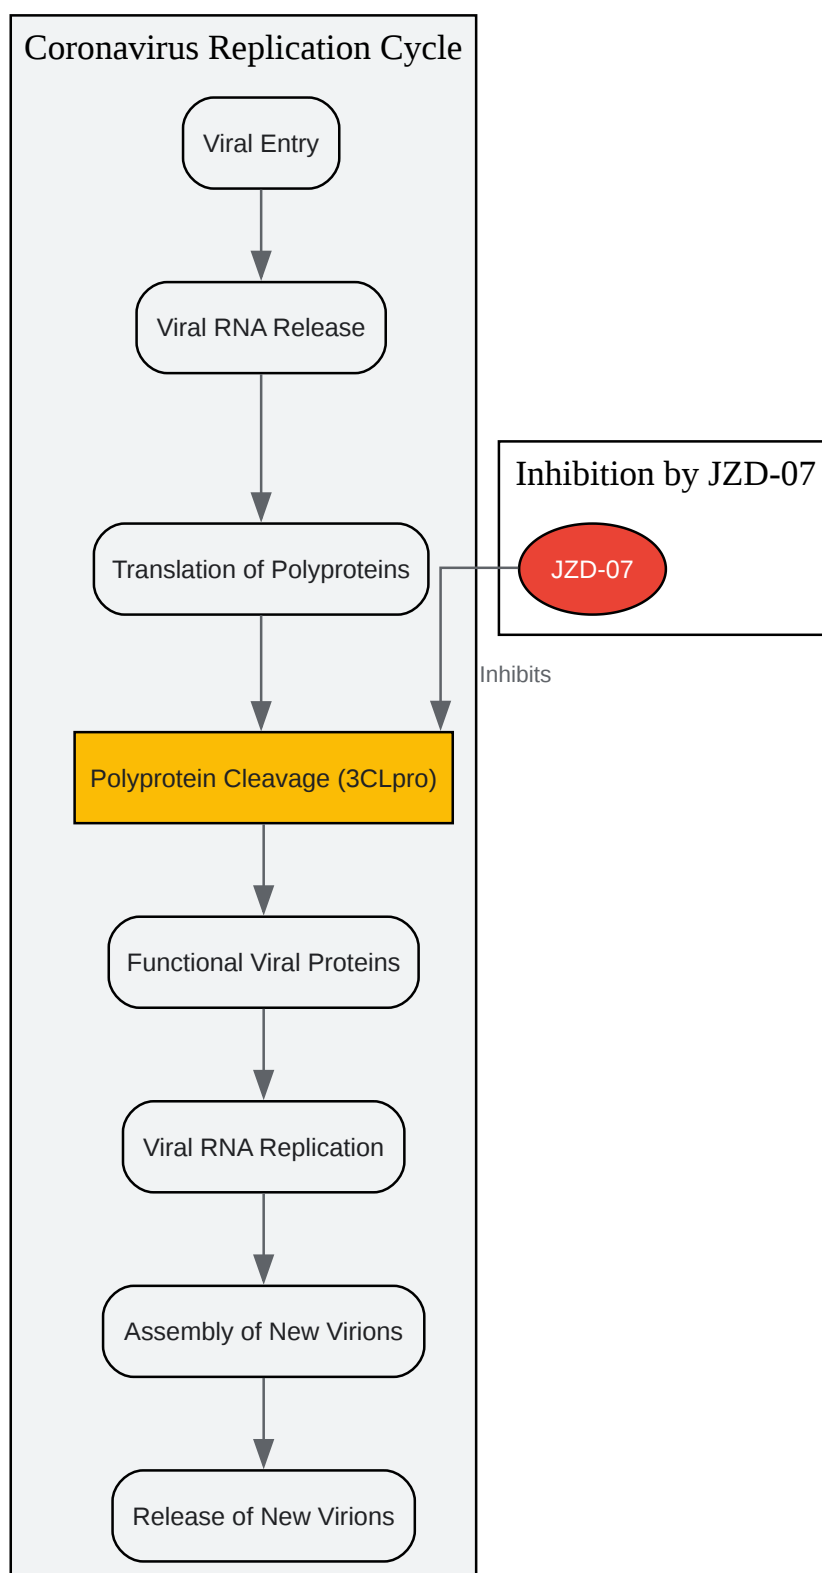 Coronavirus Replication Cycle
Viral Entry
Viral RNA Release
Inhibition by JZD-07
Translation of Polyproteins
JZD-07
Inhibits
Polyprotein Cleavage (3CLpro)
Functional Viral Proteins
Viral RNA Replication
Assembly of New Virions
Release of New Virions